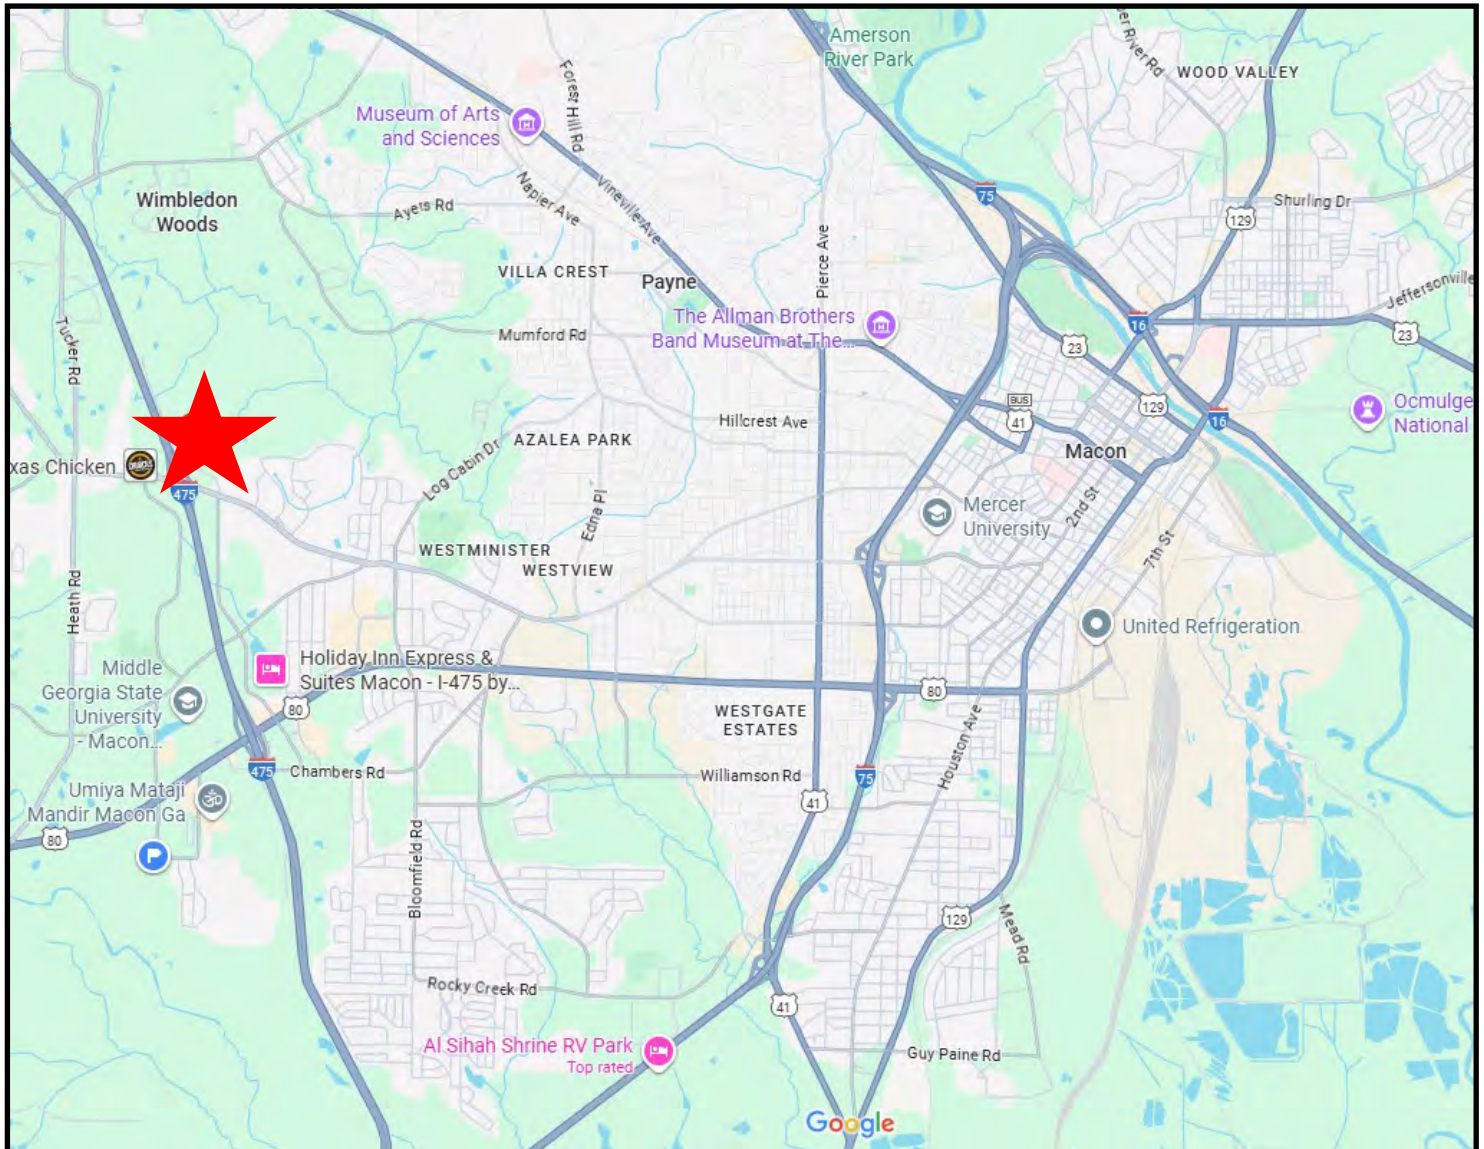 Amerson
River Park
er River Rd
WOOD VALLEY
Forest Hill Rd
Museum of Arts
and Sciences
75
Wimbledon
Woods
Ayers Rd
Napier Ave
Vineville Ave
129
Shurling Dr
VILLA CREST
Payne
Pierce Ave
Jeffersonville
Tucker Rd
Mumford Rd
The Allman Brothers
Band Museum at The...
16
23
23
BUS
41
129
16
Ocmulge
National
Hillcrest Ave
AZALEA PARK
Macon
xas Chicken
Log Cabin Dr
475
Edna Pl
Mercer
University
2nd St
7th St
WESTMINISTER
WESTVIEW
Heath Rd
United Refrigeration
Middle
Georgia State
University
- Macon...
Holiday Inn Express &
Suites Macon - I-475 by...
80
80
WESTGATE
ESTATES
Houston Ave
475
Chambers Rd
Williamson Rd
75
Umiya Mataji
Mandir Macon Ga
41
80
Bloomfield Rd
129
Mead Rd
Rocky Creek Rd
41
Al Sihah Shrine RV Park
Top rated
Guy Paine Rd
Google